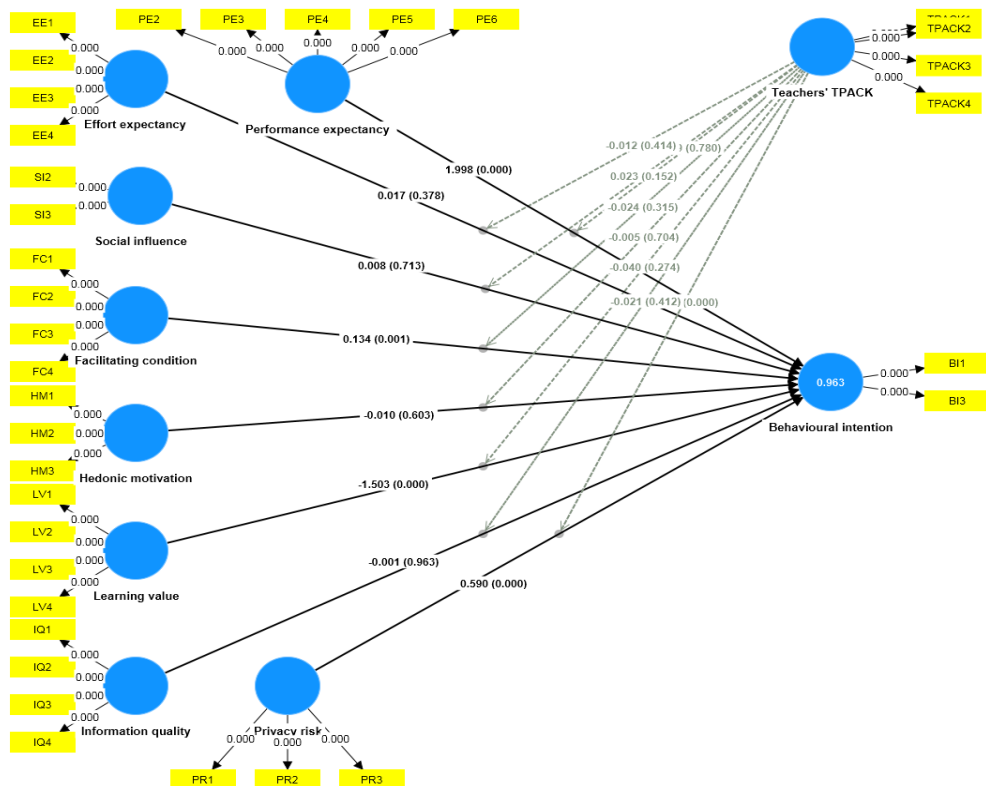 EE1
EE2
EE3
EE4
0.000
0.000
0.000
0.000
Effort expectancy
PE2
PE3
PE4
PE5
PE6
0.000
0.000
0.000
0.000
0.000
Performance expectancy
TPACK2
TPACK3
TPACK4
0.000
0.000
0.000
Teachers' TPACK
SI2
SI3
0.000
0.000
Social influence
FC1
FC2
FC3
FC4
0.000
0.000
0.000
0.000
Facilitating condition
HM1
HM2
HM3
0.000
0.000
0.000
Hedonic motivation
LV1
LV2
LV3
LV4
0.000
0.000
0.000
0.000
Learning value
IQ1
IQ2
IQ3
IQ4
0.000
0.000
0.000
0.000
Information quality
Privacy risk
0.000
0.000
0.000
PR1
PR2
PR3
1.998 (0.000)
0.017 (0.378)
0.008 (0.713)
0.134 (0.001)
-0.010 (0.603)
-1.503 (0.000)
-0.001 (0.963)
0.590 (0.000)
-0.012 (0.414)
(0.780)
0.023 (0.152)
-0.024 (0.315)
-0.005 (0.704)
-0.040 (0.274)
-0.021 (0.412)
(0.000)
0.963
Behavioural intention
0.000
0.000
BI1
BI3